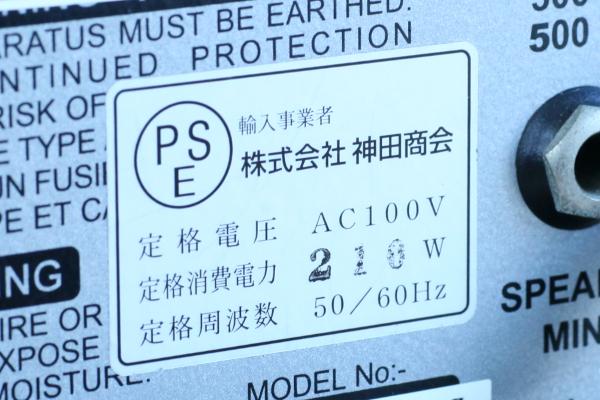 ARATUS MUST BE EARTHED.
NTINUED PROTECTION
RISK OF
E TYPE
UN FUSI
PE ET CA
500
PSE
輸入事業者
株式会社 神田商会
定格電圧 AC100V
定格消費電力 210 W
定格周波数 50/60Hz
NG
IRE OR
XPOSE
MOISTURE.
MODEL No:-
SPEA
MIN